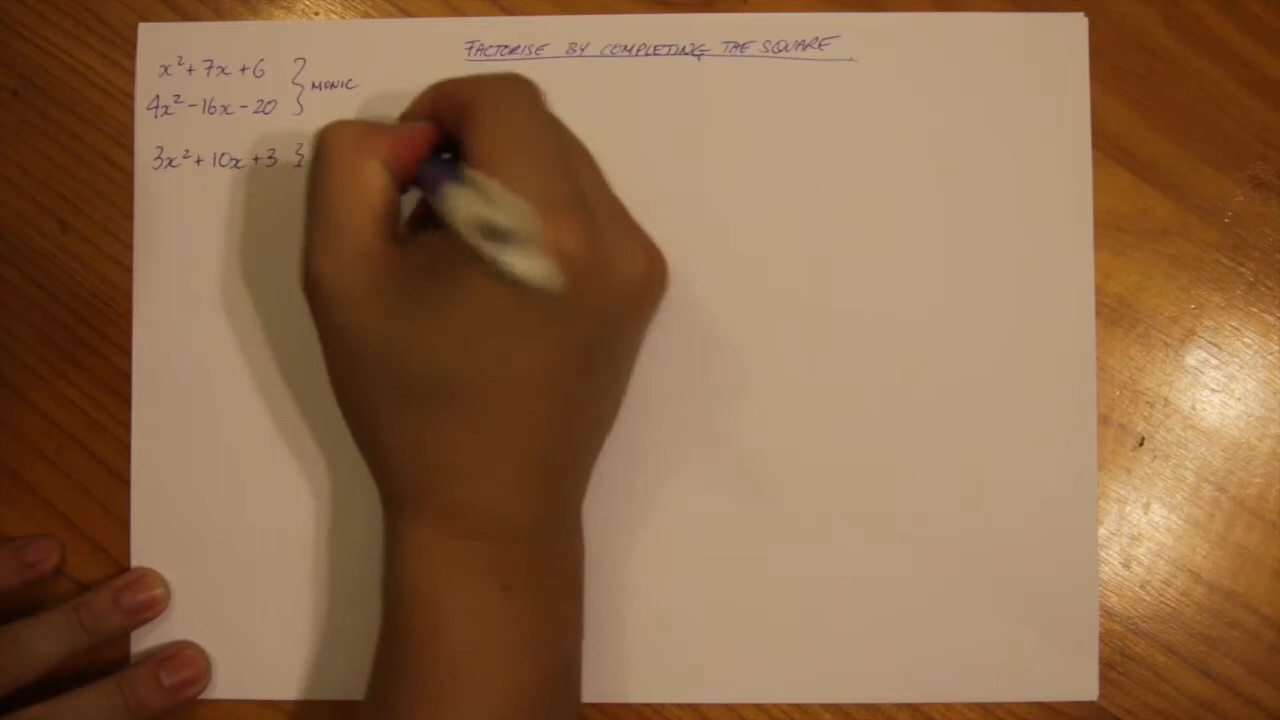 FACTORISE BY COMPLETING THE SQUARE
x² + 7x + 6 } MONIC
4x² - 16x - 20
3x² + 10x + 3 }